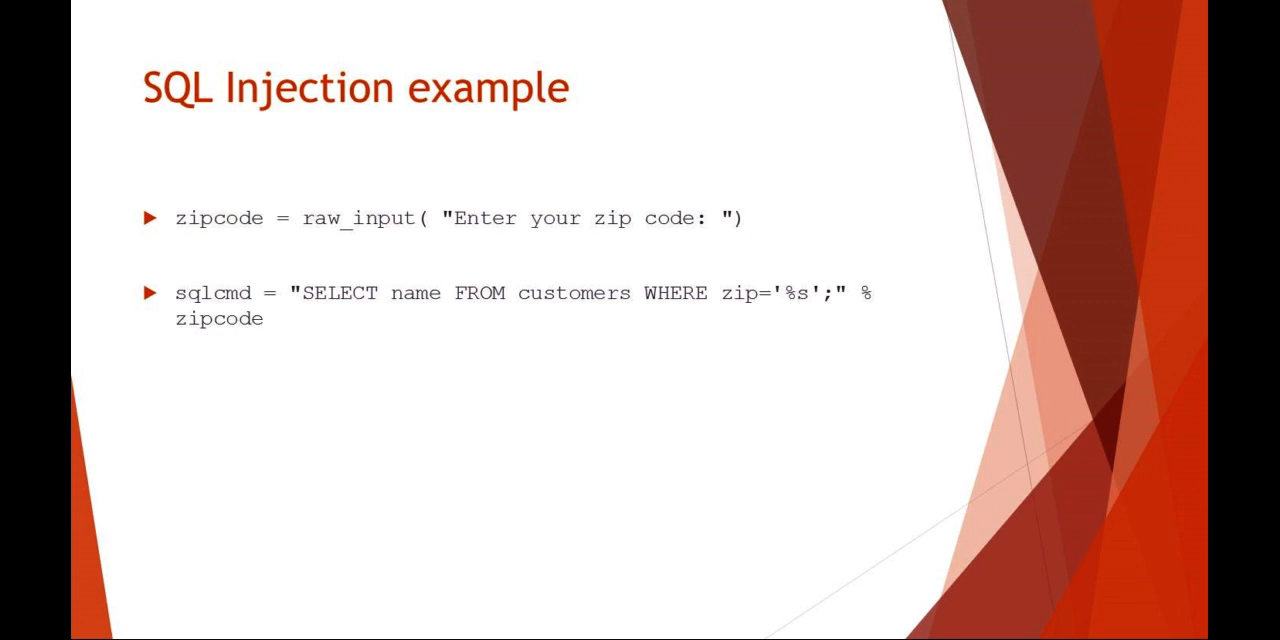 SQL Injection example
zipcode = raw_input( "Enter your zip code: ")
sqlcmd = "SELECT name FROM customers WHERE zip='%s';" %
zipcode